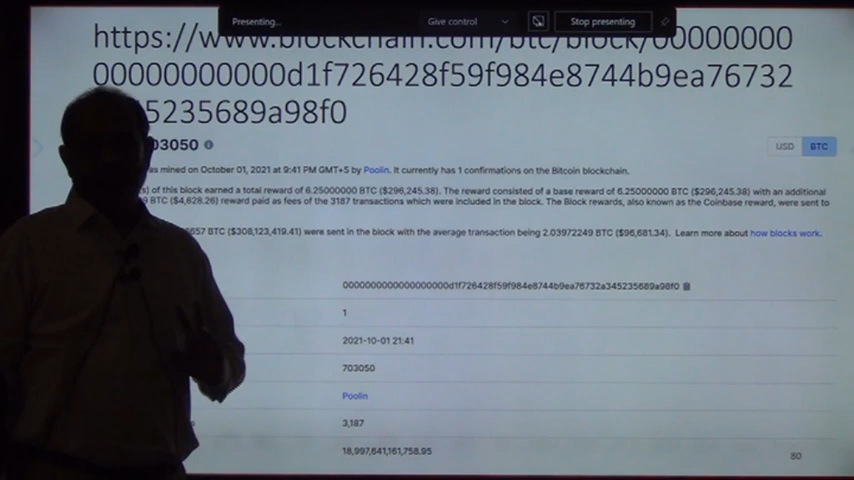 Presenting... Give control Stop presenting
https://www.blockchain.com/btc/block/00000000
00000000000d1f726428f59f984e8744b9ea76732
5235689a98f0
03050
USD BTC
as mined on October 01, 2021 at 9:41 PM GMT+5 by Poolin. It currently has 1 confirmations on the Bitcoin blockchain.
(s) of this block earned a total reward of 6.25000000 BTC ($296,245.38). The reward consisted of a base reward of 6.25000000 BTC ($296,245.38) with an additional
BTC ($4,628.26) reward paid as fees of the 3187 transactions which were included in the block. The Block rewards, also known as the Coinbase reward, were sent to
6657 BTC ($308,123,419.41) were sent in the block with the average transaction being 2.03972249 BTC ($96,681.34). Learn more about how blocks work.
0000000000000000000d1f726428f59f984e8744b9ea76732a345235689a98f0
1
2021-10-01 21:41
703050
Poolin
3,187
18,997,641,161,758.95
80